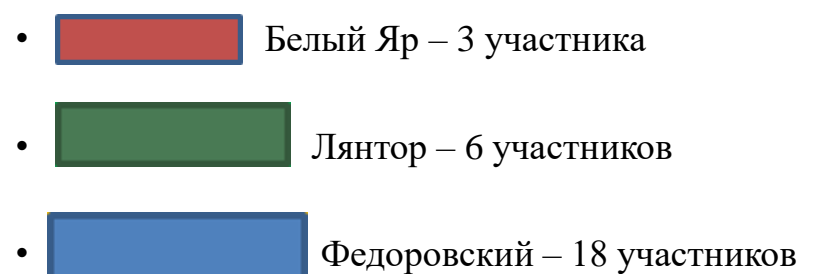 • Белый Яр – 3 участника
• Лянтор – 6 участников
• Федоровский – 18 участников